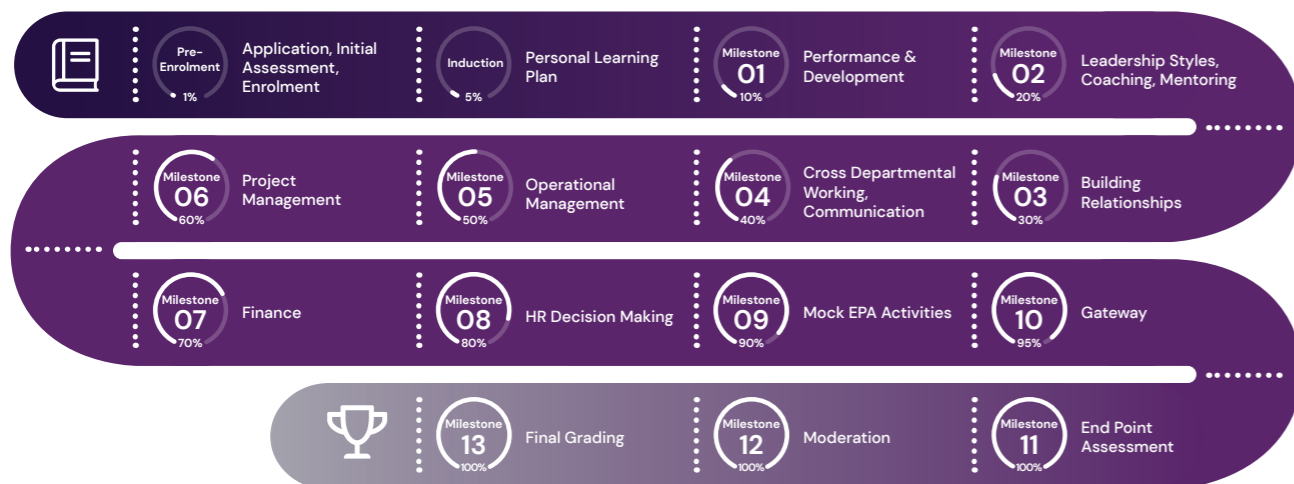 Pre-
Enrolment
1%
Application, Initial
Assessment,
Enrolment
Induction
5%
Personal Learning
Plan
Milestone
01
10%
Performance &
Development
Milestone
02
20%
Leadership Styles,
Coaching, Mentoring
Milestone
03
30%
Building
Relationships
Milestone
04
40%
Cross Departmental
Working,
Communication
Milestone
05
50%
Operational
Management
Milestone
06
60%
Project
Management
Milestone
07
70%
Finance
Milestone
08
80%
HR Decision Making
Milestone
09
90%
Mock EPA Activities
Milestone
10
95%
Gateway
Milestone
11
100%
End Point
Assessment
Milestone
12
100%
Moderation
Milestone
13
100%
Final Grading